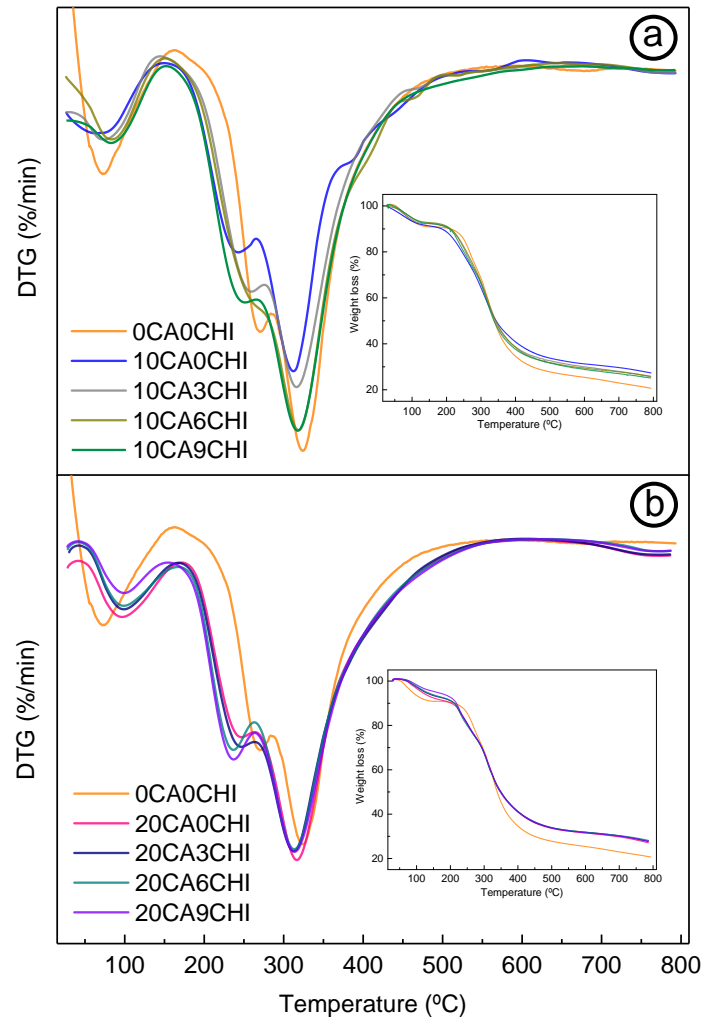 a
DTG (%/min)
0CA0CHI
10CA0CHI
10CA3CHI
10CA6CHI
10CA9CHI
Weight loss (%)
100
80
60
40
20
100 200 300 400 500 600 700 800
Temperature (ºC)
b
DTG (%/min)
0CA0CHI
20CA0CHI
20CA3CHI
20CA6CHI
20CA9CHI
Weight loss (%)
100
80
60
40
20
100 200 300 400 500 600 700 800
Temperature (ºC)
100 200 300 400 500 600 700 800
Temperature (ºC)